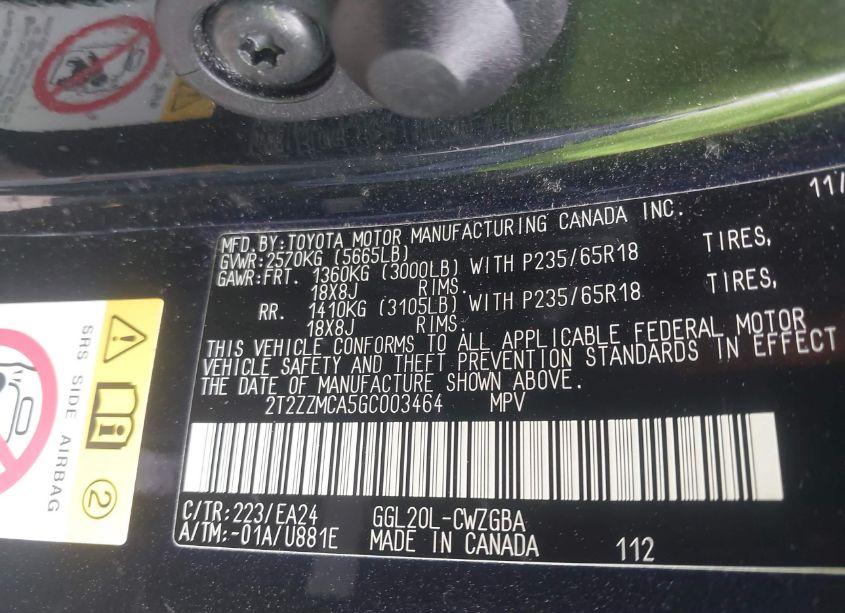 11/
MFD.BY:TOYOTA MOTOR MANUFACTURING CANADA INC.
GVWR:2570KG (5665LB)
GAWR:FRT. 1360KG (3000LB) WITH P235/65R18 TIRES,
18X8J RIMS.
RR. 1410KG (3105LB) WITH P235/65R18 TIRES,
18X8J RIMS.
THIS VEHICLE CONFORMS TO ALL APPLICABLE FEDERAL MOTOR
VEHICLE SAFETY AND THEFT PREVENTION STANDARDS IN EFFECT
THE DATE OF MANUFACTURE SHOWN ABOVE.
2T2ZZMCA5GC003464 MPV
C/TR:223/EA24 GGL20L-CWZGBA
A/TM:-01A/U881E MADE IN CANADA 112
SRS SIDE AIRBAG
2